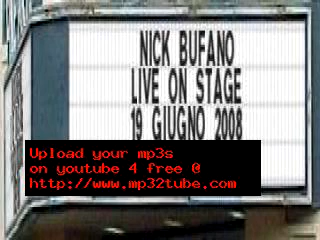 NICK BUFANO
LIVE ON STAGE
19 GIUGNO 2008
Upload your mp3s
on youtube 4 free @
http://www.mp32tube.com